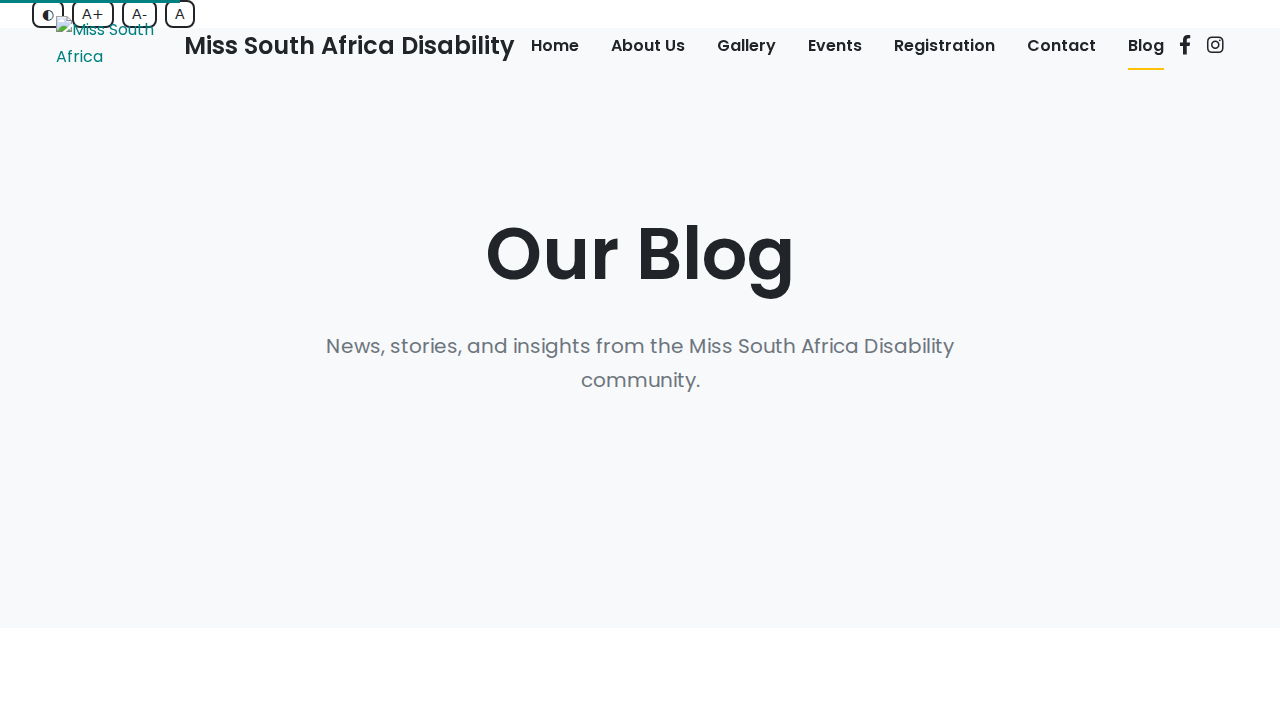 ◐ A+ A- A
Miss South
Africa
Miss South Africa Disability
Home About Us Gallery Events Registration Contact Blog
Our Blog
News, stories, and insights from the Miss South Africa Disability
community.